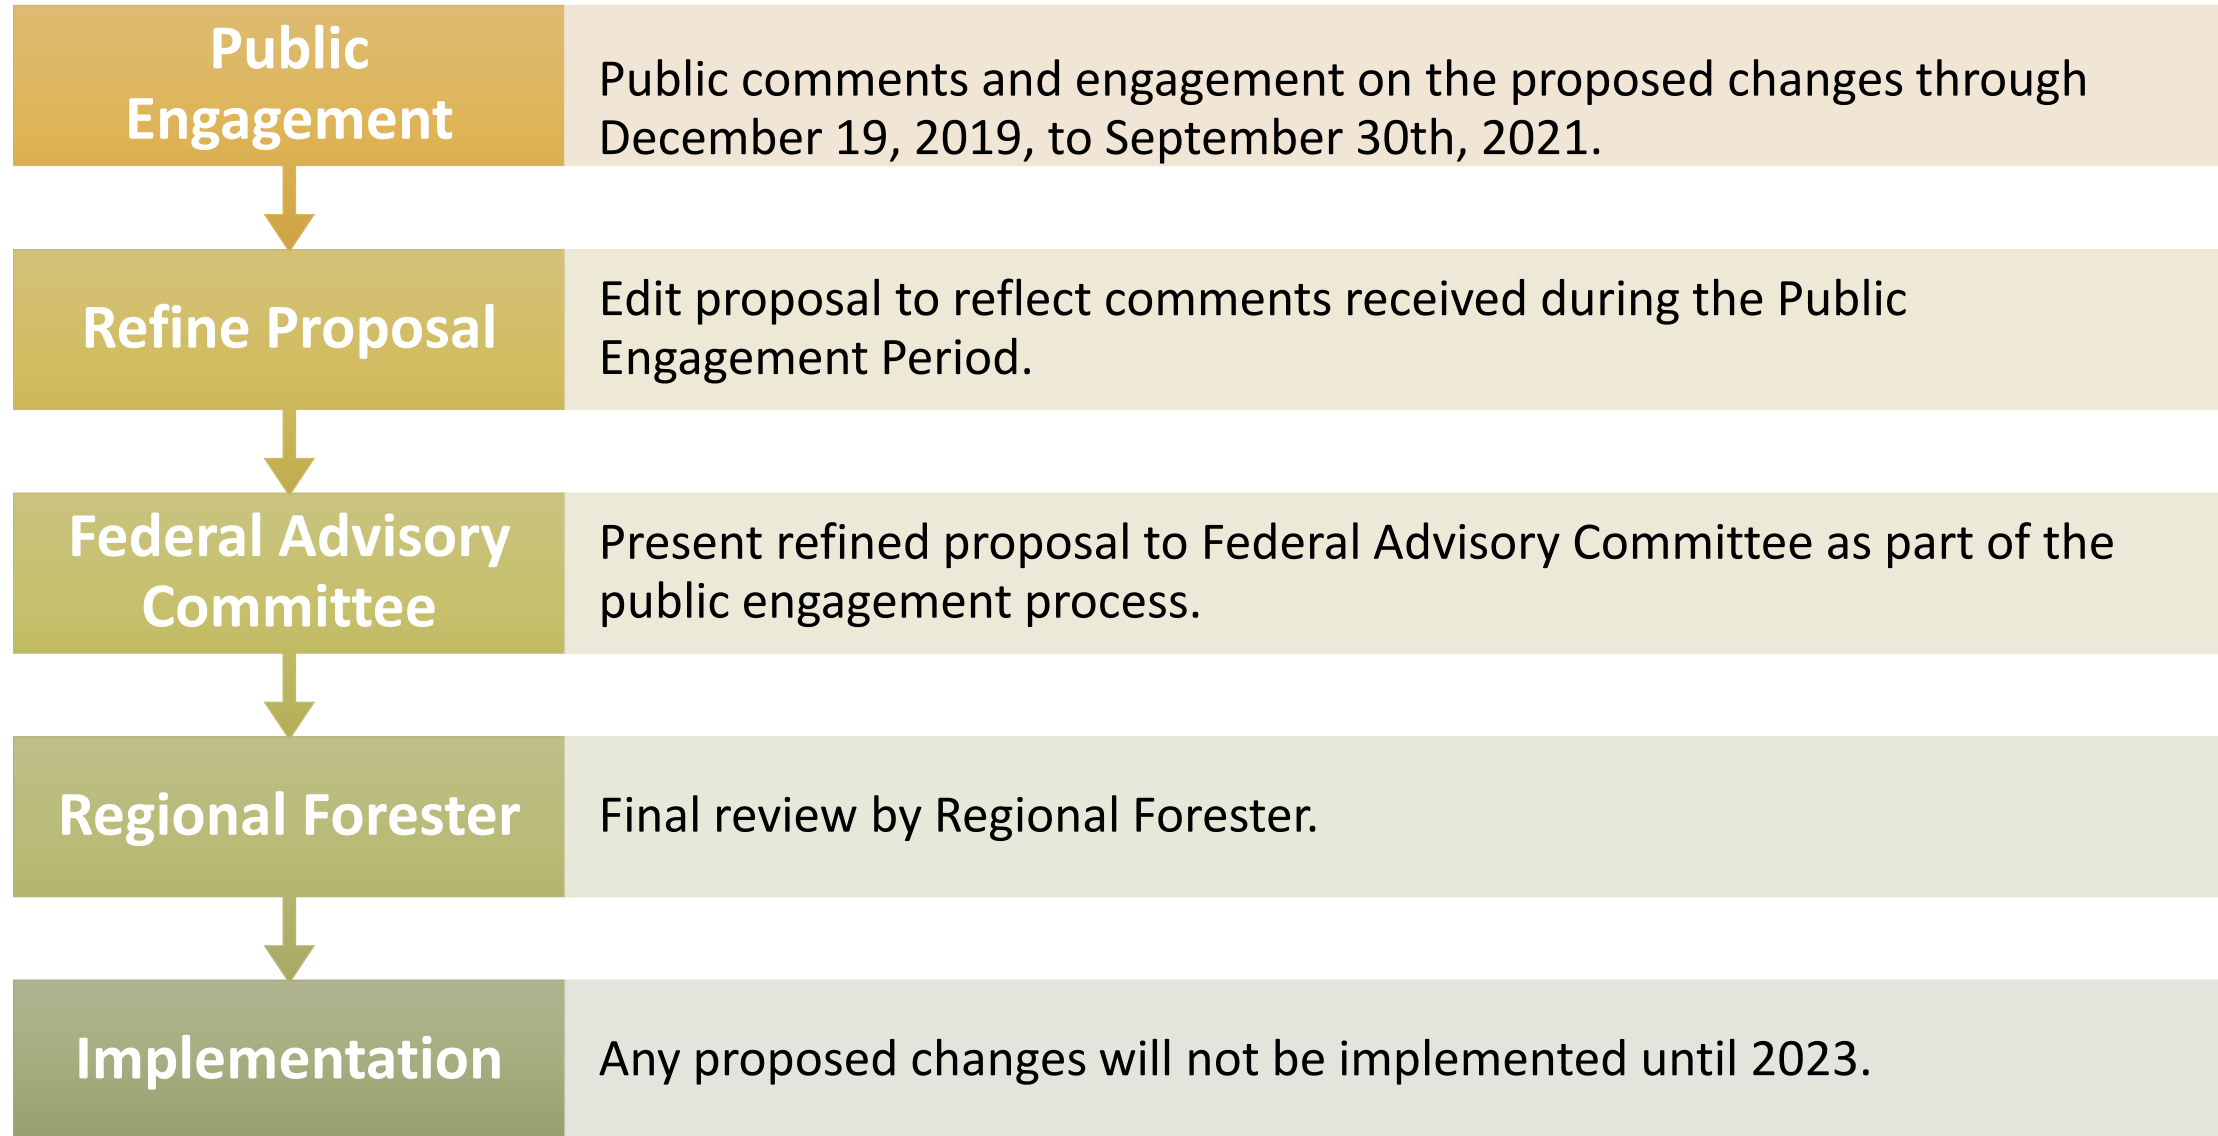 Public
Engagement
Public comments and engagement on the proposed changes through
December 19, 2019, to September 30th, 2021.
Refine Proposal
Edit proposal to reflect comments received during the Public
Engagement Period.
Federal Advisory
Committee
Present refined proposal to Federal Advisory Committee as part of the
public engagement process.
Regional Forester
Final review by Regional Forester.
Implementation
Any proposed changes will not be implemented until 2023.